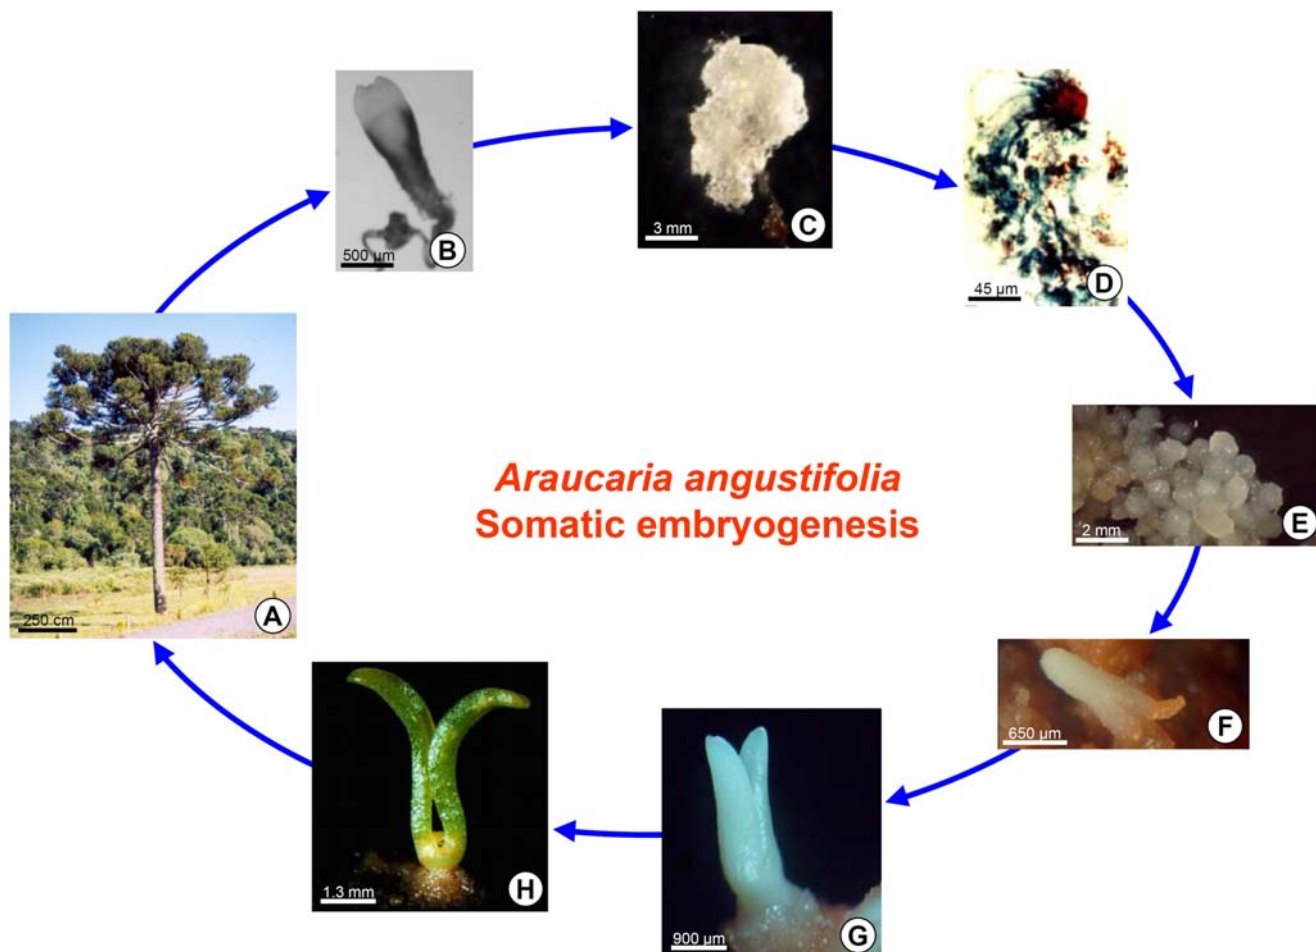 B
500 µm
C
3 mm
D
45 µm
A
250 cm
Araucaria angustifolia
Somatic embryogenesis
E
2 mm
F
650 µm
H
1.3 mm
G
900 µm